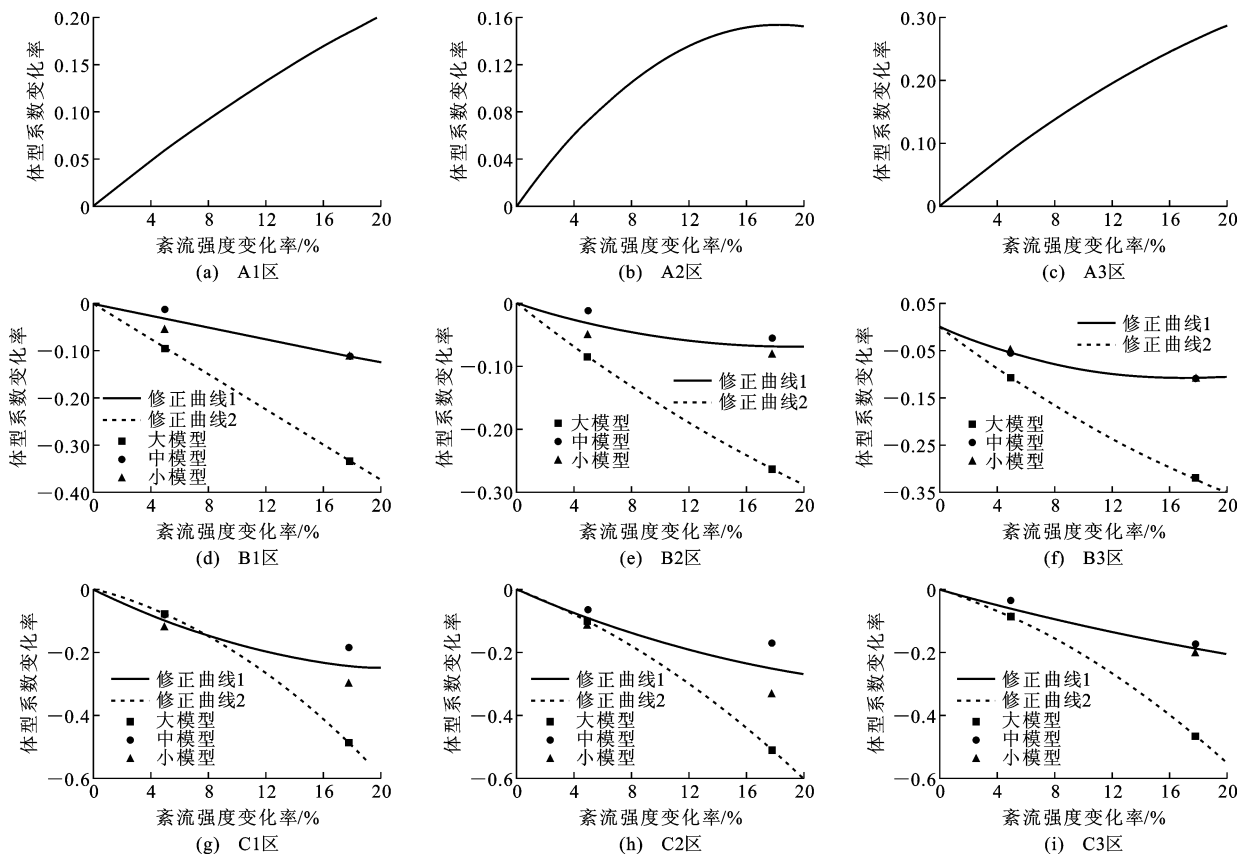 体型系数变化率
0.20
0.15
0.10
0.05
0
4 8 12 16 20
紊流强度变化率/%
(a) A1区
体型系数变化率
0.16
0.12
0.08
0.04
0
4 8 12 16 20
紊流强度变化率/%
(b) A2区
体型系数变化率
0.30
0.20
0.10
0
4 8 12 16 20
紊流强度变化率/%
(c) A3区
体型系数变化率
0
−0.10
−0.20
−0.30
−0.40
修正曲线1
修正曲线2
大模型
中模型
小模型
0 4 8 12 16 20
紊流强度变化率/%
(d) B1区
体型系数变化率
0
−0.10
−0.20
−0.30
修正曲线1
修正曲线2
大模型
中模型
小模型
0 4 8 12 16 20
紊流强度变化率/%
(e) B2区
体型系数变化率
0.05
−0.05
−0.15
−0.25
−0.35
修正曲线1
修正曲线2
大模型
中模型
小模型
0 4 8 12 16 20
紊流强度变化率/%
(f) B3区
体型系数变化率
0
−0.2
−0.4
−0.6
修正曲线1
修正曲线2
大模型
中模型
小模型
0 4 8 12 16 20
紊流强度变化率/%
(g) C1区
体型系数变化率
0
−0.2
−0.4
−0.6
修正曲线1
修正曲线2
大模型
中模型
小模型
0 4 8 12 16 20
紊流强度变化率/%
(h) C2区
体型系数变化率
0
−0.2
−0.4
−0.6
修正曲线1
修正曲线2
大模型
中模型
小模型
0 4 8 12 16 20
紊流强度变化率/%
(i) C3区